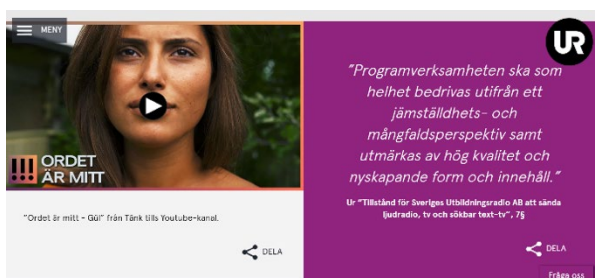 MENY
UR
"Programverksamheten ska som
helhet bedrivas utifrån ett
jämställdhets- och
mångfaldsperspektiv samt
utmärkas av hög kvalitet och
nyskapande form och innehåll."
Ur "Tillstånd för Sveriges Utbildningsradio AB att sända
ljudradio, tv och sökbar text-tv", 7§
!!! ORDET
ÄR MITT
"Ordet är mitt - Gül" från Tänk tills Youtube-kanal.
DELA
DELA
Fråga oss